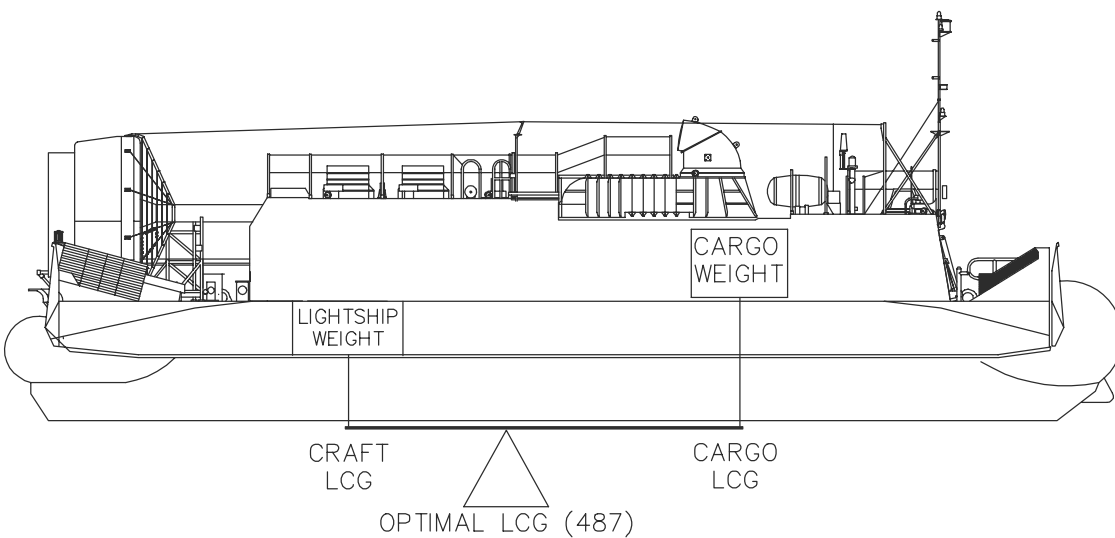 CARGO
WEIGHT
LIGHTSHIP
WEIGHT
CRAFT
LCG
CARGO
LCG
OPTIMAL LCG (487)